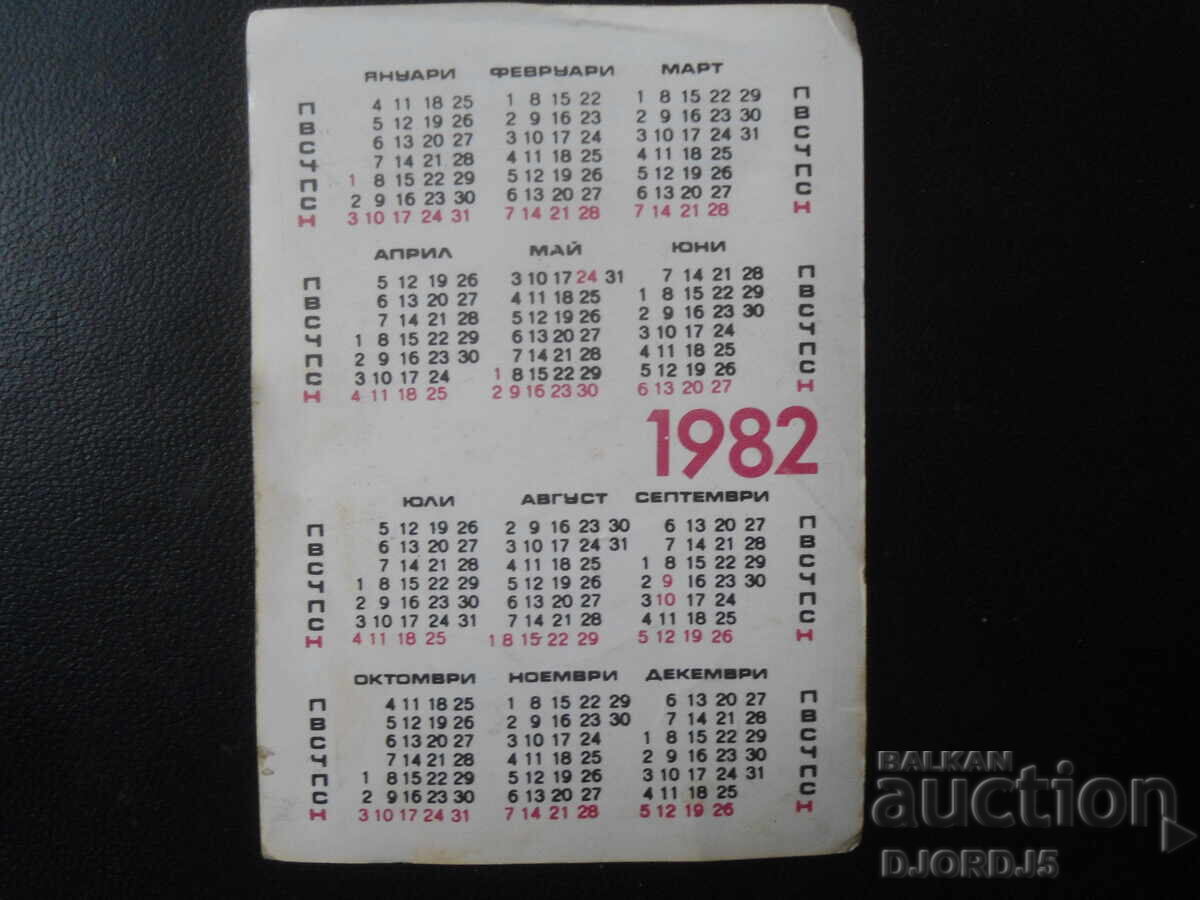 ЯНУАРИ ФЕВРУАРИ МАРТ
П 4 11 18 25 1 8 15 22 1 8 15 22 29 П
В 5 12 19 26 2 9 16 23 2 9 16 23 30 В
С 6 13 20 27 3 10 17 24 3 10 17 24 31 С
Ч 7 14 21 28 4 11 18 25 4 11 18 25 Ч
П 1 8 15 22 29 5 12 19 26 5 12 19 26 П
С 2 9 16 23 30 6 13 20 27 6 13 20 27 С
Н 3 10 17 24 31 7 14 21 28 7 14 21 28 Н
АПРИЛ МАЙ ЮНИ
П 5 12 19 26 3 10 17 24 31 7 14 21 28 П
В 6 13 20 27 4 11 18 25 1 8 15 22 29 В
С 7 14 21 28 5 12 19 26 2 9 16 23 30 С
Ч 1 8 15 22 29 6 13 20 27 3 10 17 24 Ч
П 2 9 16 23 30 7 14 21 28 4 11 18 25 П
С 3 10 17 24 1 8 15 22 29 5 12 19 26 С
Н 4 11 18 25 2 9 16 23 30 6 13 20 27 Н
1982
ЮЛИ АВГУСТ СЕПТЕМВРИ
П 5 12 19 26 2 9 16 23 30 6 13 20 27 П
В 6 13 20 27 3 10 17 24 31 7 14 21 28 В
С 7 14 21 28 4 11 18 25 1 8 15 22 29 С
Ч 1 8 15 22 29 5 12 19 26 2 9 16 23 30 Ч
П 2 9 16 23 30 6 13 20 27 3 10 17 24 П
С 3 10 17 24 31 7 14 21 28 4 11 18 25 С
Н 4 11 18 25 1 8 15 22 29 5 12 19 26 Н
ОКТОМВРИ НОЕМВРИ ДЕКЕМВРИ
П 4 11 18 25 1 8 15 22 29 6 13 20 27 П
В 5 12 19 26 2 9 16 23 30 7 14 21 28 В
С 6 13 20 27 3 10 17 24 1 8 15 22 29 С
Ч 7 14 21 28 4 11 18 25 2 9 16 23 30 Ч
П 1 8 15 22 29 5 12 19 26 3 10 17 24 31 П
С 2 9 16 23 30 6 13 20 27 4 11 18 25 С
Н 3 10 17 24 31 7 14 21 28 5 12 19 26 Н
BALKAN
auction
DJORDJ5